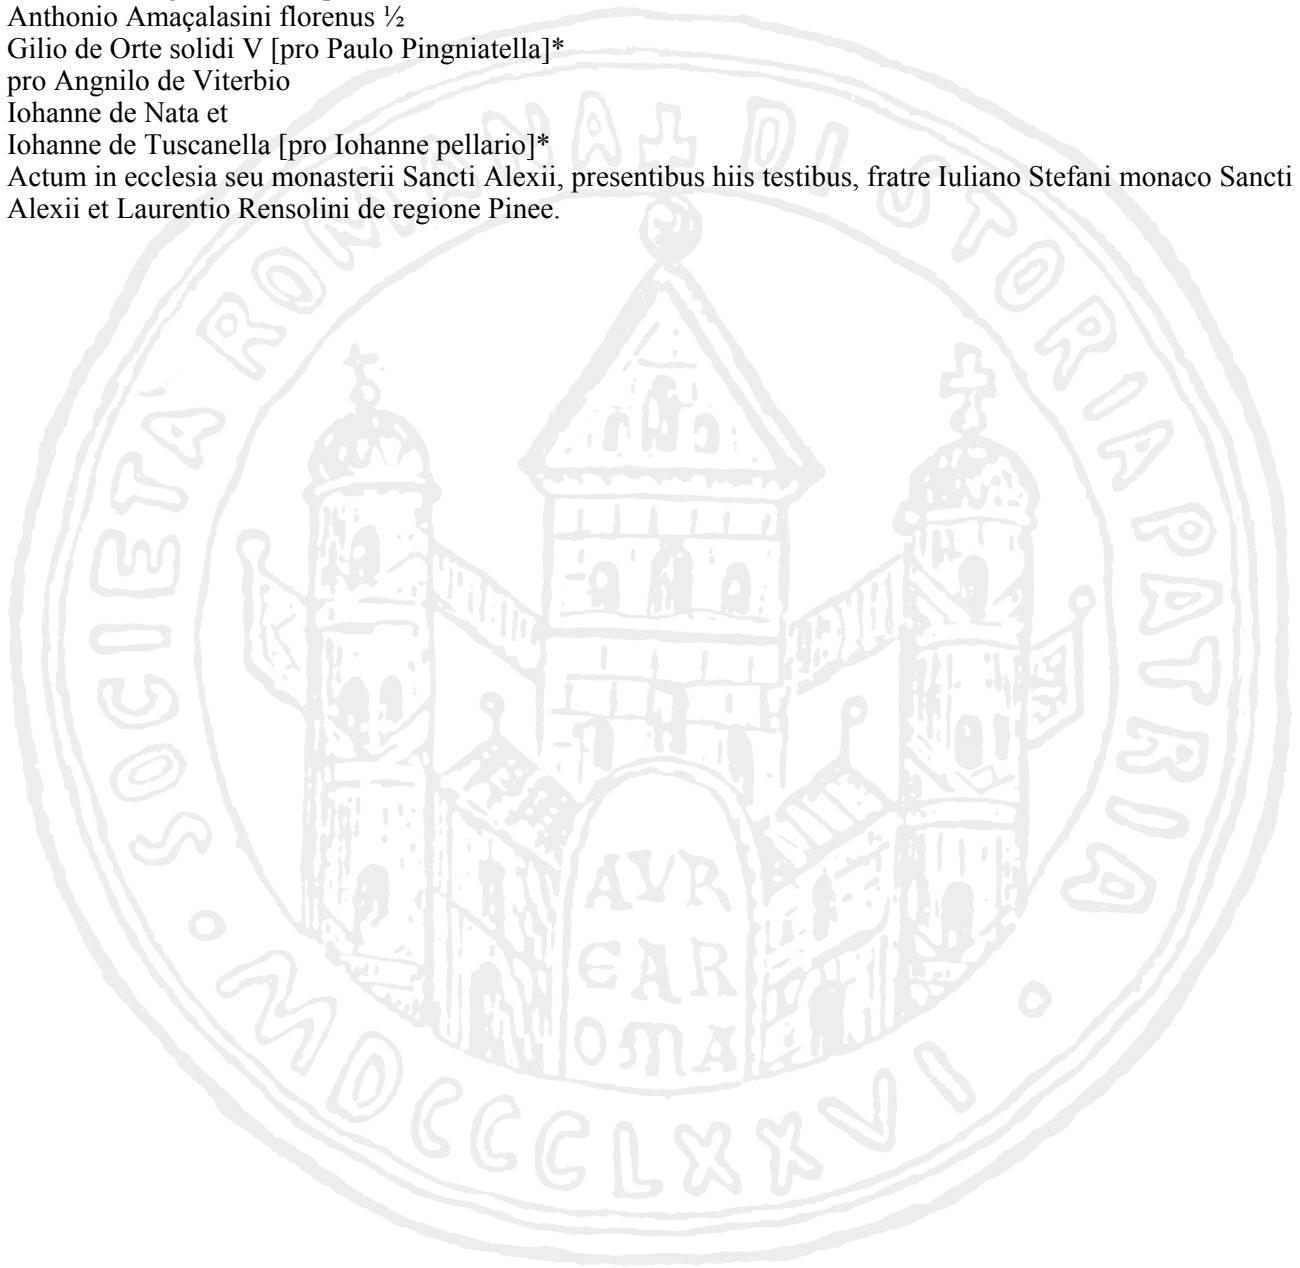 Anthonio Amaçalasini florenus ½
Gilio de Orte solidi V [pro Paulo Pingniatella]*
pro Angnilo de Viterbio
Iohanne de Nata et
Iohanne de Tuscanella [pro Iohanne pellario]*
Actum in ecclesia seu monasterii Sancti Alexii, presentibus hiis testibus, fratre Iuliano Stefani monaco Sancti
Alexii et Laurentio Rensolini de regione Pinee.
SOCIETA ROMANA DI STORIA PATRIA
MDCCCLXXVI
AVR
EAR
OMA